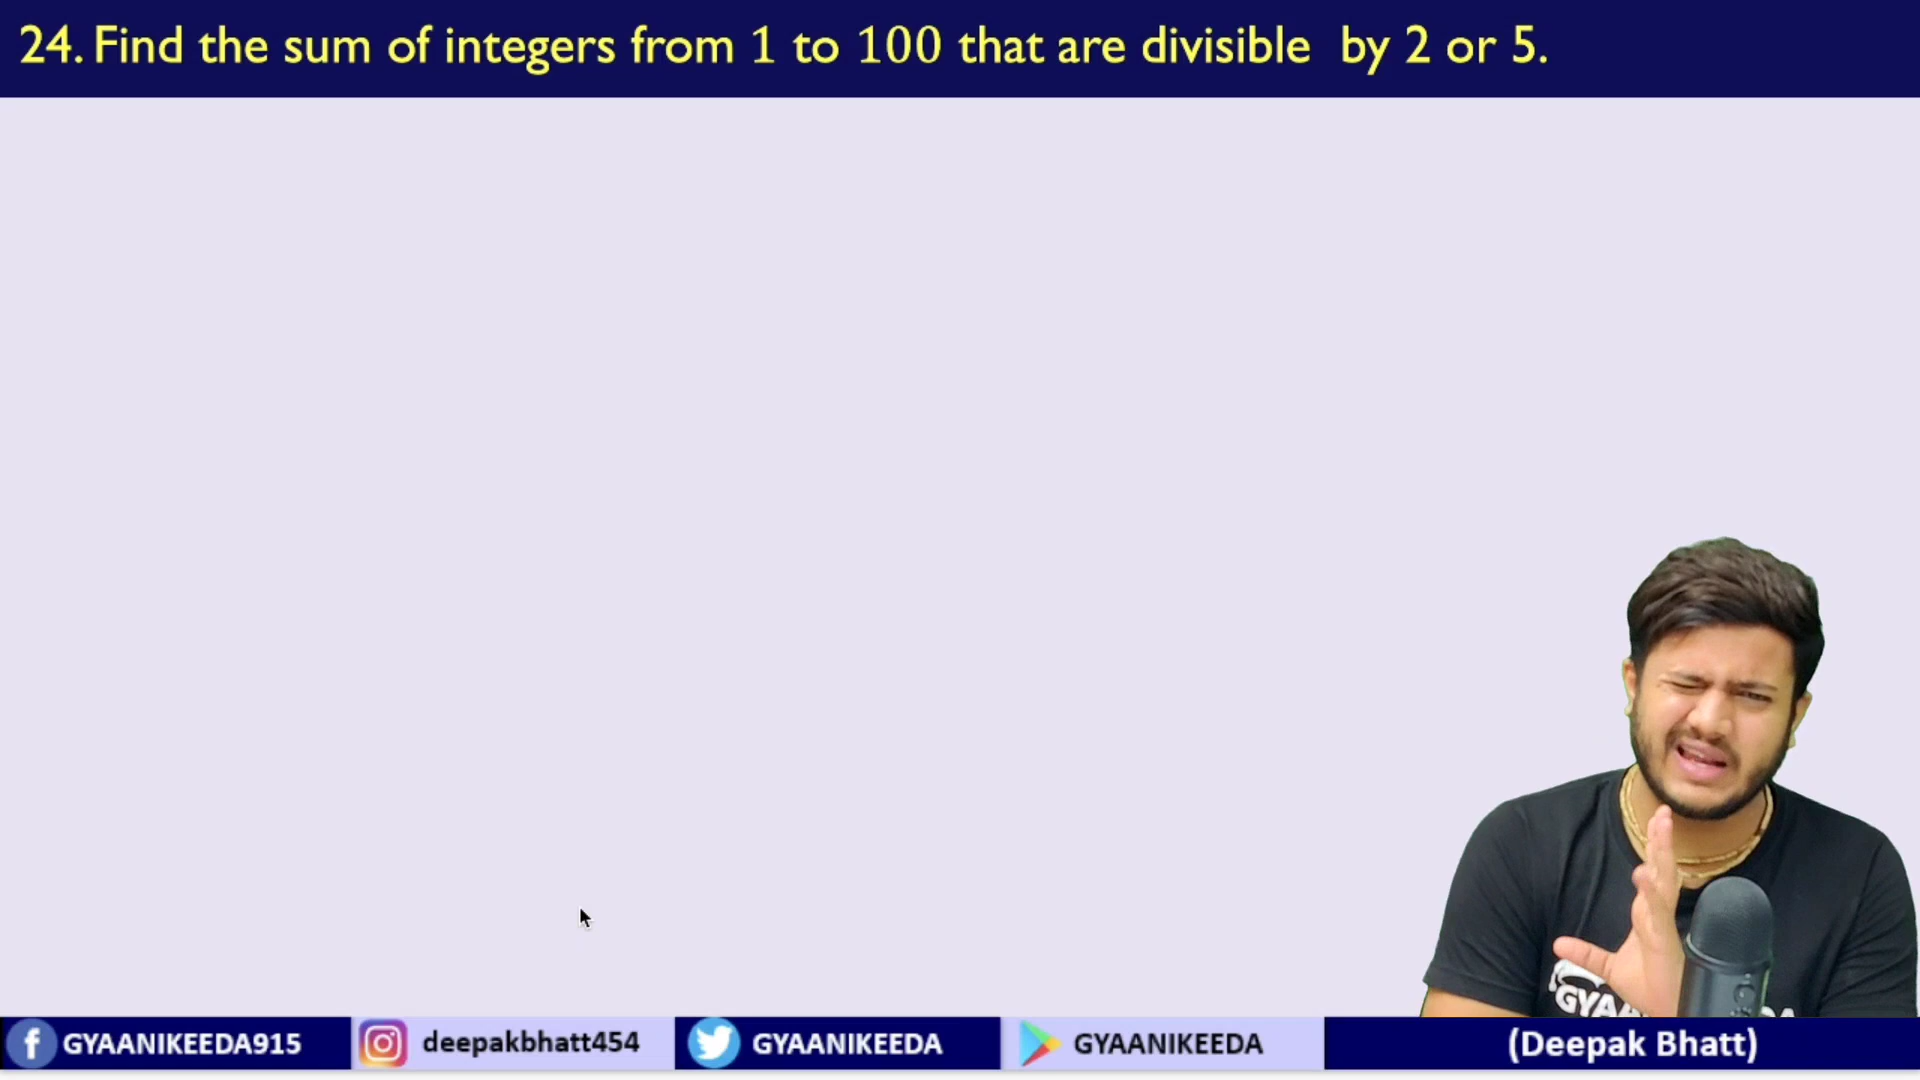 24. Find the sum of integers from 1 to 100 that are divisible by 2 or 5.
GYA
GYAANIKEEDA915 deepakbhatt454 GYAANIKEEDA GYAANIKEEDA (Deepak Bhatt)